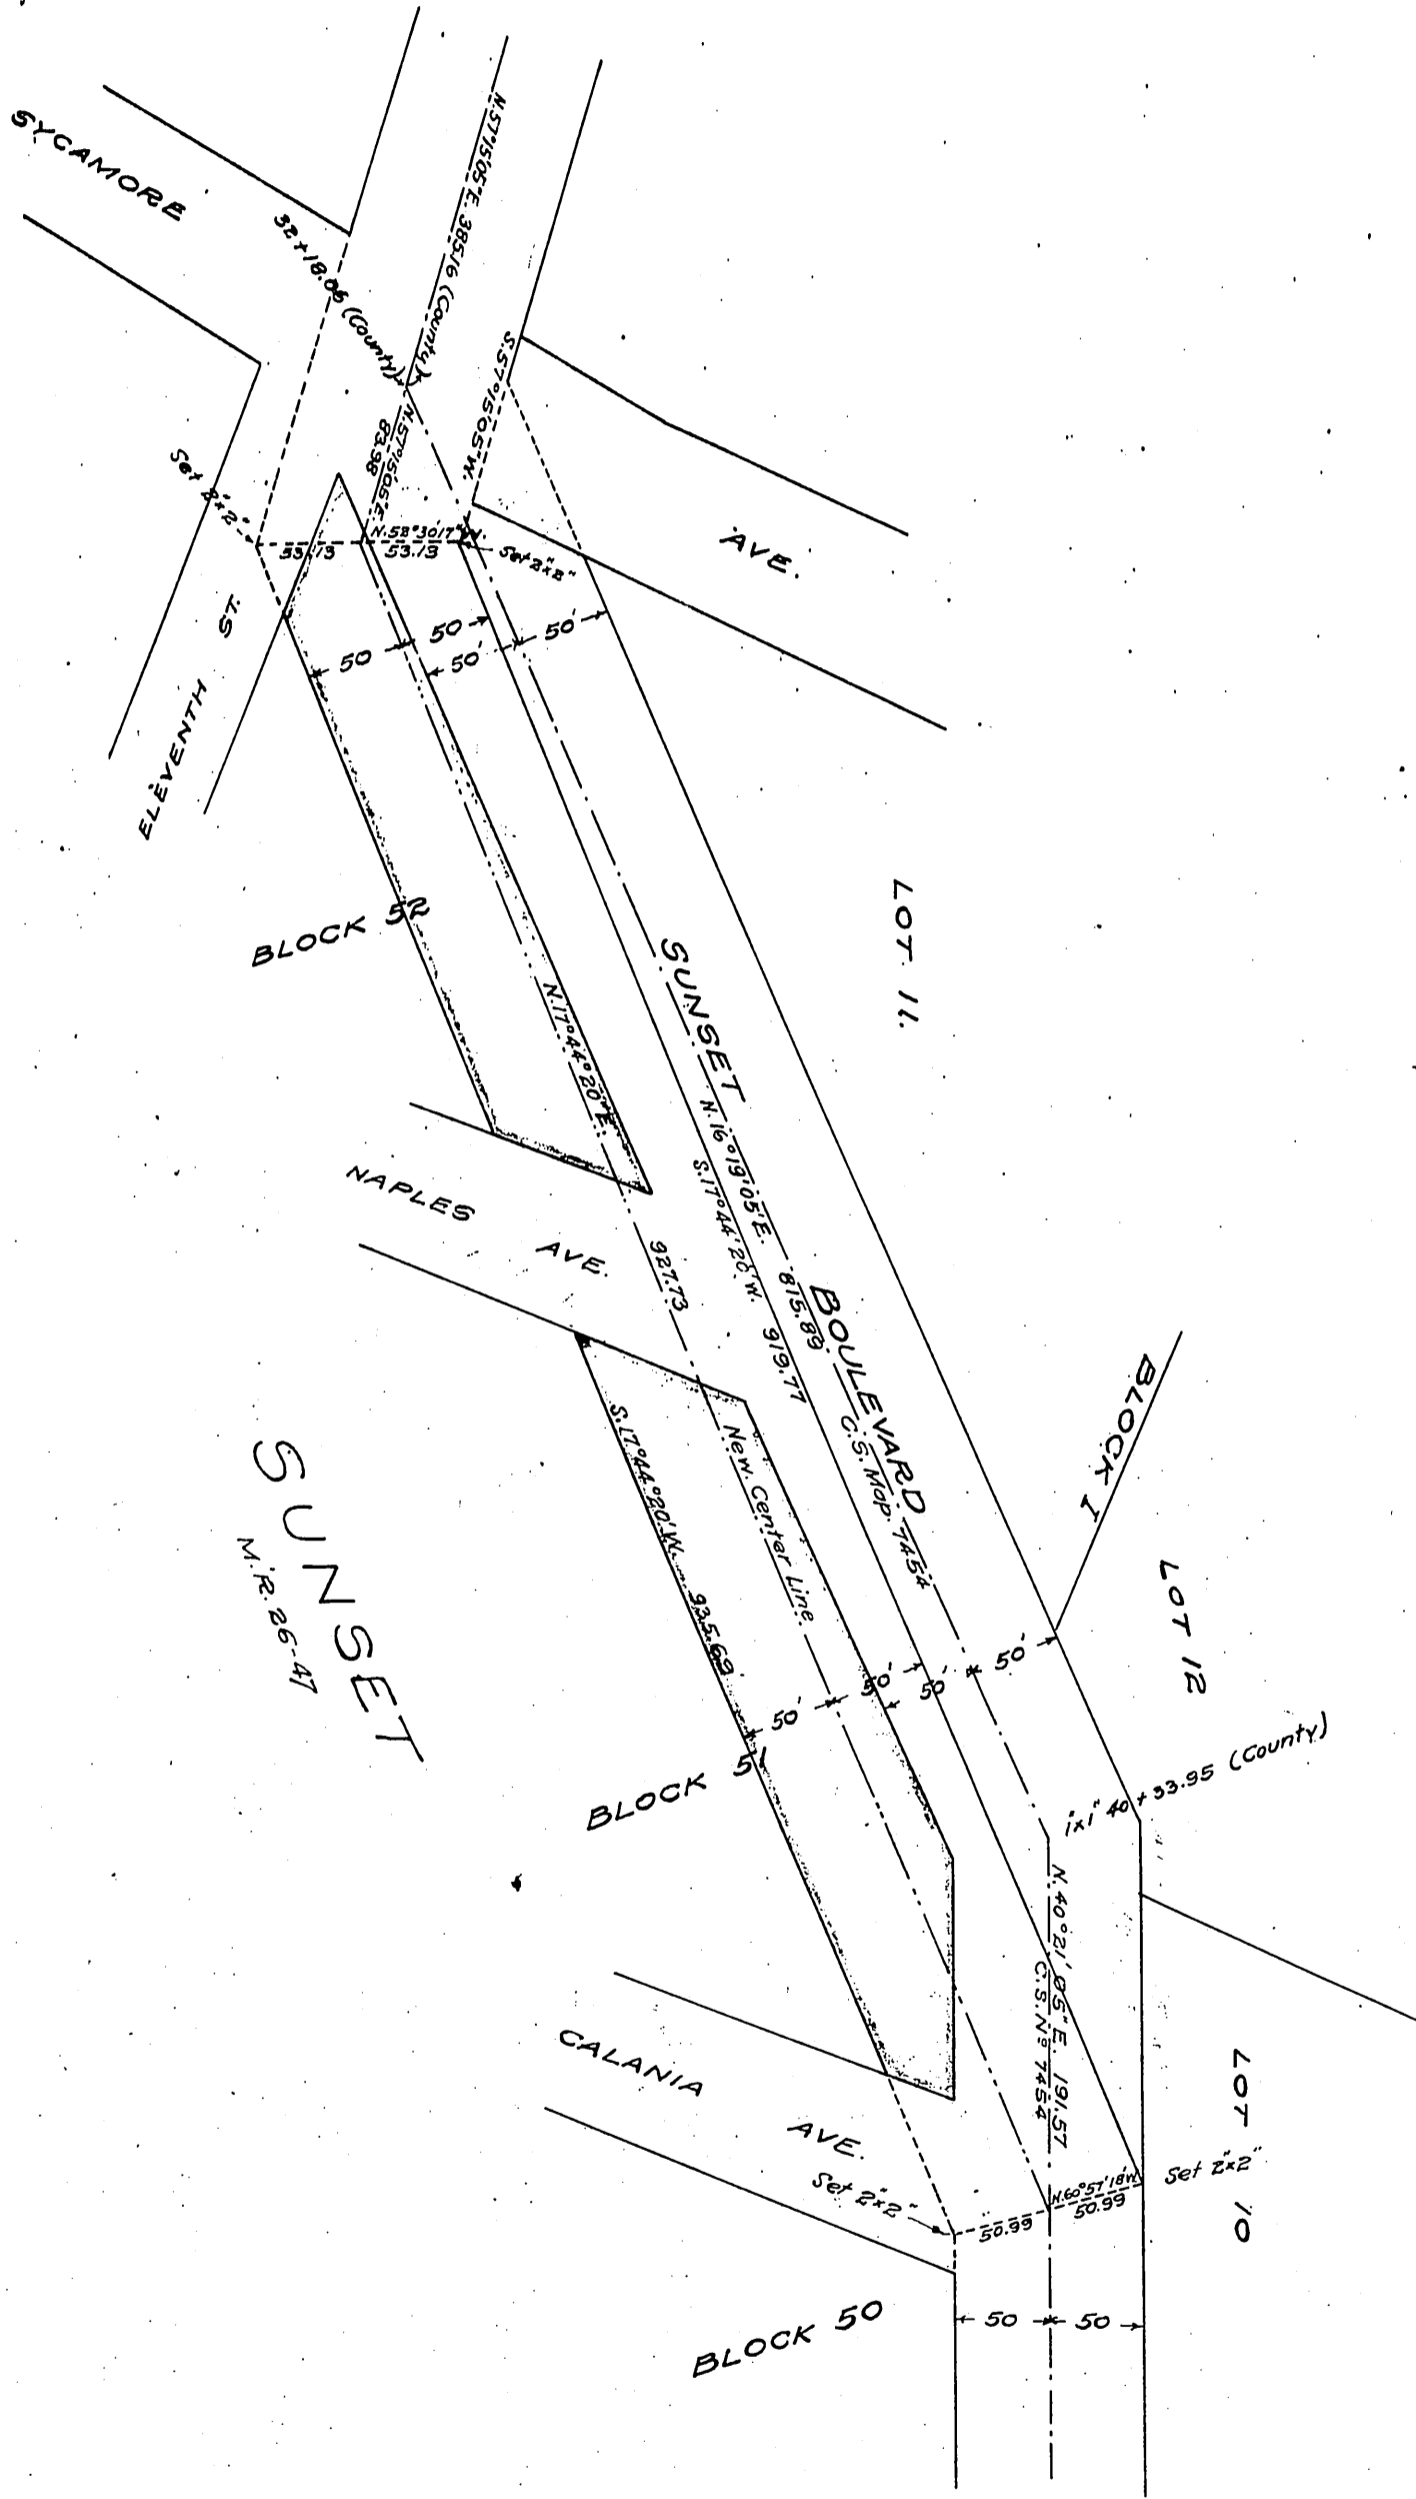 SYCAMORE
AVE.
N.57°15'05"E. 385.16 (County)
32+18.06 (County)
S.57°15'05"W.
N.57°15'05"E.
83.98
Set 2"x2"
N.58°30'17"W.
53.13
53.13
Set 2"x2"
50
50'
50'
50'
ELEVENTH ST.
BLOCK 52
LOT 11.
SUNSET BOULEVARD
N.17°44'20"E. 927.73
New Center Line.
N.16°19'05"E. 815.89
C.S. Map. 7454
S.17°44'20"W. 919.77
NAPLES AVE.
BLOCK I
S.17°44'20"W. 935.69
SUNSET
M.R. 26-47
LOT 12
50'
50'
50'
50'
BLOCK 51
1"x1" 40+33.95 (County)
N.40°21'05"E. 191.57
C.S. Nº 7454
CALANIA AVE.
LOT 10
Set 2"x2"
Set 2"x2"
N.60°57'18"W.
50.99
50.99
50
50
BLOCK 50